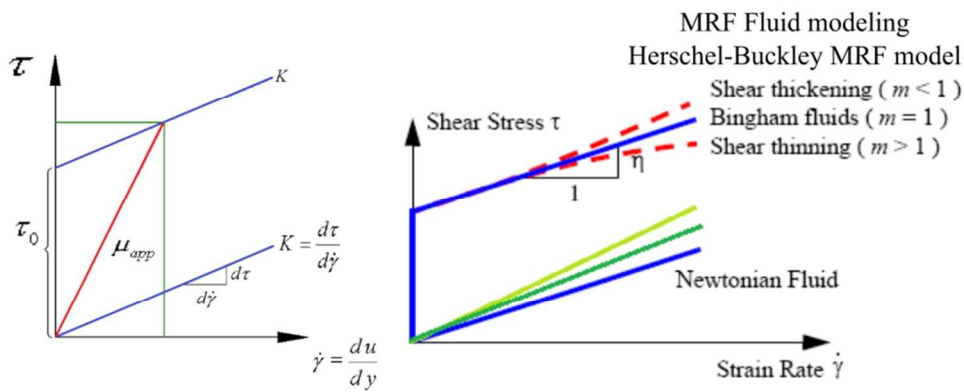 τ
K
τ₀
μ_app
K = dτ/dγ̇
dτ
dγ̇
γ̇ = du/dy
MRF Fluid modeling
Herschel-Buckley MRF model
Shear thickening ( m < 1 )
Bingham fluids ( m = 1 )
Shear thinning ( m > 1 )
Shear Stress τ
η
1
Newtonian Fluid
Strain Rate γ̇